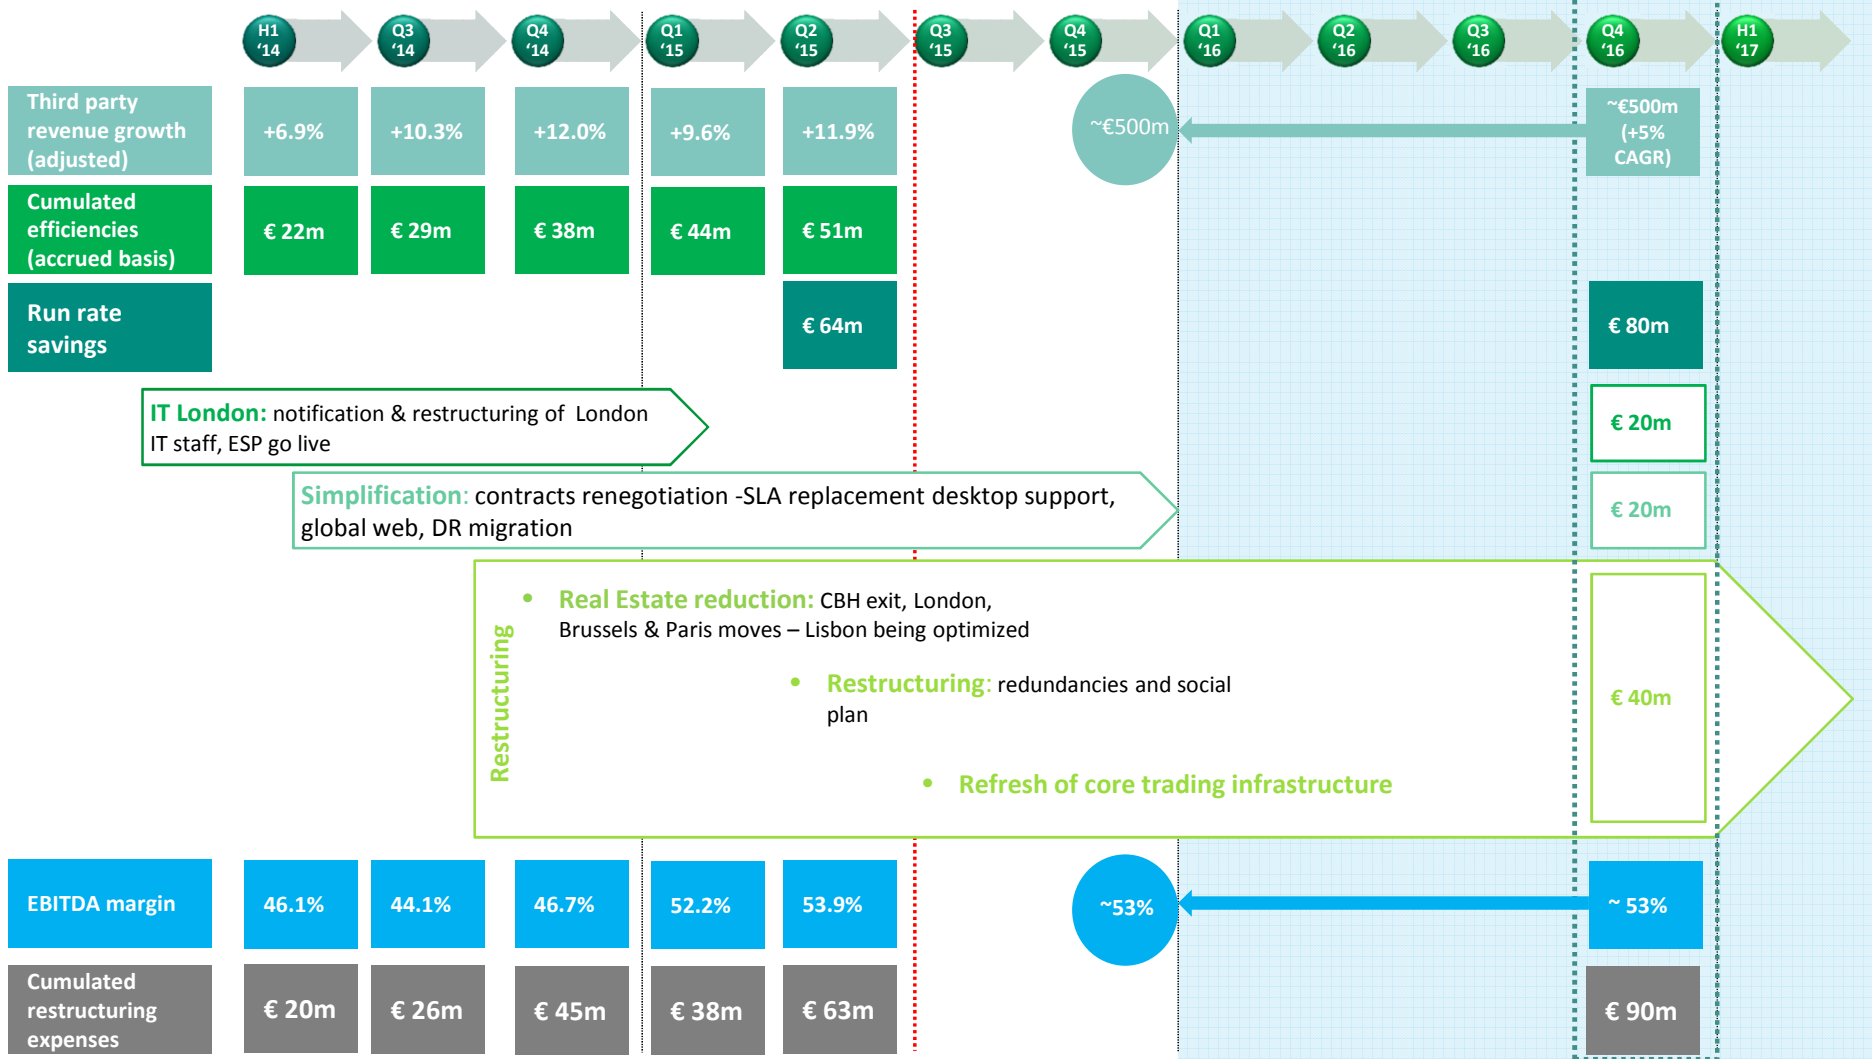 H1
‘14
Q3
‘14
Q4
‘14
Q1
‘15
Q2
‘15
Q3
‘15
Q4
‘15
Q1
‘16
Q2
‘16
Q3
‘16
Q4
‘16
H1
‘17
Third party
revenue growth
(adjusted)
+6.9%
+10.3%
+12.0%
+9.6%
+11.9%
~€500m
~€500m
(+5%
CAGR)
Cumulated
efficiencies
(accrued basis)
€ 22m
€ 29m
€ 38m
€ 44m
€ 51m
Run rate
savings
€ 64m
€ 80m
IT London: notification & restructuring of London
IT staff, ESP go live
€ 20m
Simplification: contracts renegotiation -SLA replacement desktop support,
global web, DR migration
€ 20m
Restructuring
• Real Estate reduction: CBH exit, London,
Brussels & Paris moves – Lisbon being optimized
• Restructuring: redundancies and social
plan
• Refresh of core trading infrastructure
€ 40m
EBITDA margin
46.1%
44.1%
46.7%
52.2%
53.9%
~53%
~ 53%
Cumulated
restructuring
expenses
€ 20m
€ 26m
€ 45m
€ 38m
€ 63m
€ 90m